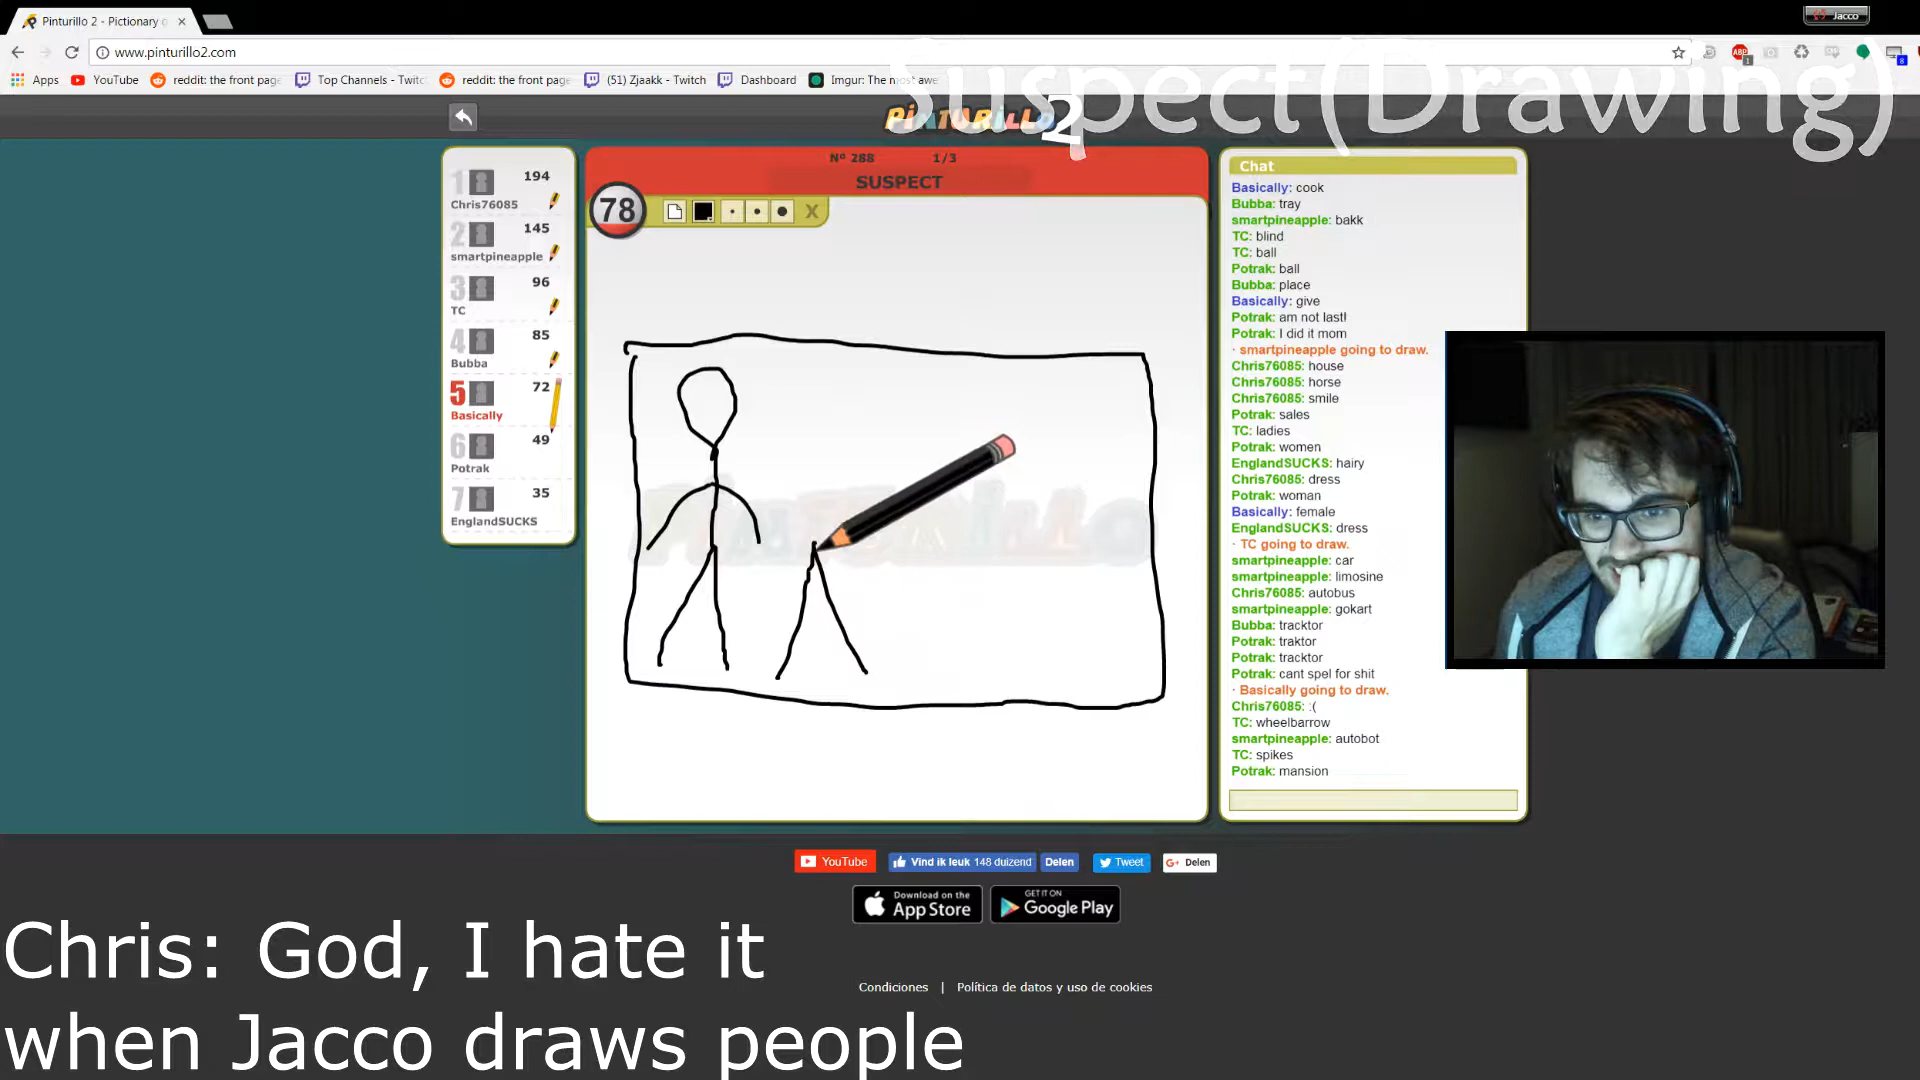 Pinturillo 2 - Pictionary o
Jacco
www.pinturillo2.com
Apps
YouTube
reddit: the front page
Top Channels - Twitc
reddit: the front page
(51) Zjaakk - Twitch
Dashboard
Imgur: The most awe
Suspect(Drawing)
PiNTURiLLO 2
Nº 288 1/3
SUSPECT
78
X
1 194
Chris76085
2 145
smartpineapple
3 96
TC
4 85
Bubba
5 72
Basically
6 49
Potrak
7 35
EnglandSUCKS
PiNTURiLLO
Chat
Basically: cook
Bubba: tray
smartpineapple: bakk
TC: blind
TC: ball
Potrak: ball
Bubba: place
Basically: give
Potrak: am not last!
Potrak: I did it mom
· smartpineapple going to draw.
Chris76085: house
Chris76085: horse
Chris76085: smile
Potrak: sales
TC: ladies
Potrak: women
EnglandSUCKS: hairy
Chris76085: dress
Potrak: woman
Basically: female
EnglandSUCKS: dress
· TC going to draw.
smartpineapple: car
smartpineapple: limosine
Chris76085: autobus
smartpineapple: gokart
Bubba: tracktor
Potrak: traktor
Potrak: tracktor
Potrak: cant spel for shit
· Basically going to draw.
Chris76085: :(
TC: wheelbarrow
smartpineapple: autobot
TC: spikes
Potrak: mansion
YouTube
Vind ik leuk 148 duizend
Delen
Tweet
G+ Delen
Download on the
App Store
GET IT ON
Google Play
Condiciones | Política de datos y uso de cookies
Chris: God, I hate it
when Jacco draws people